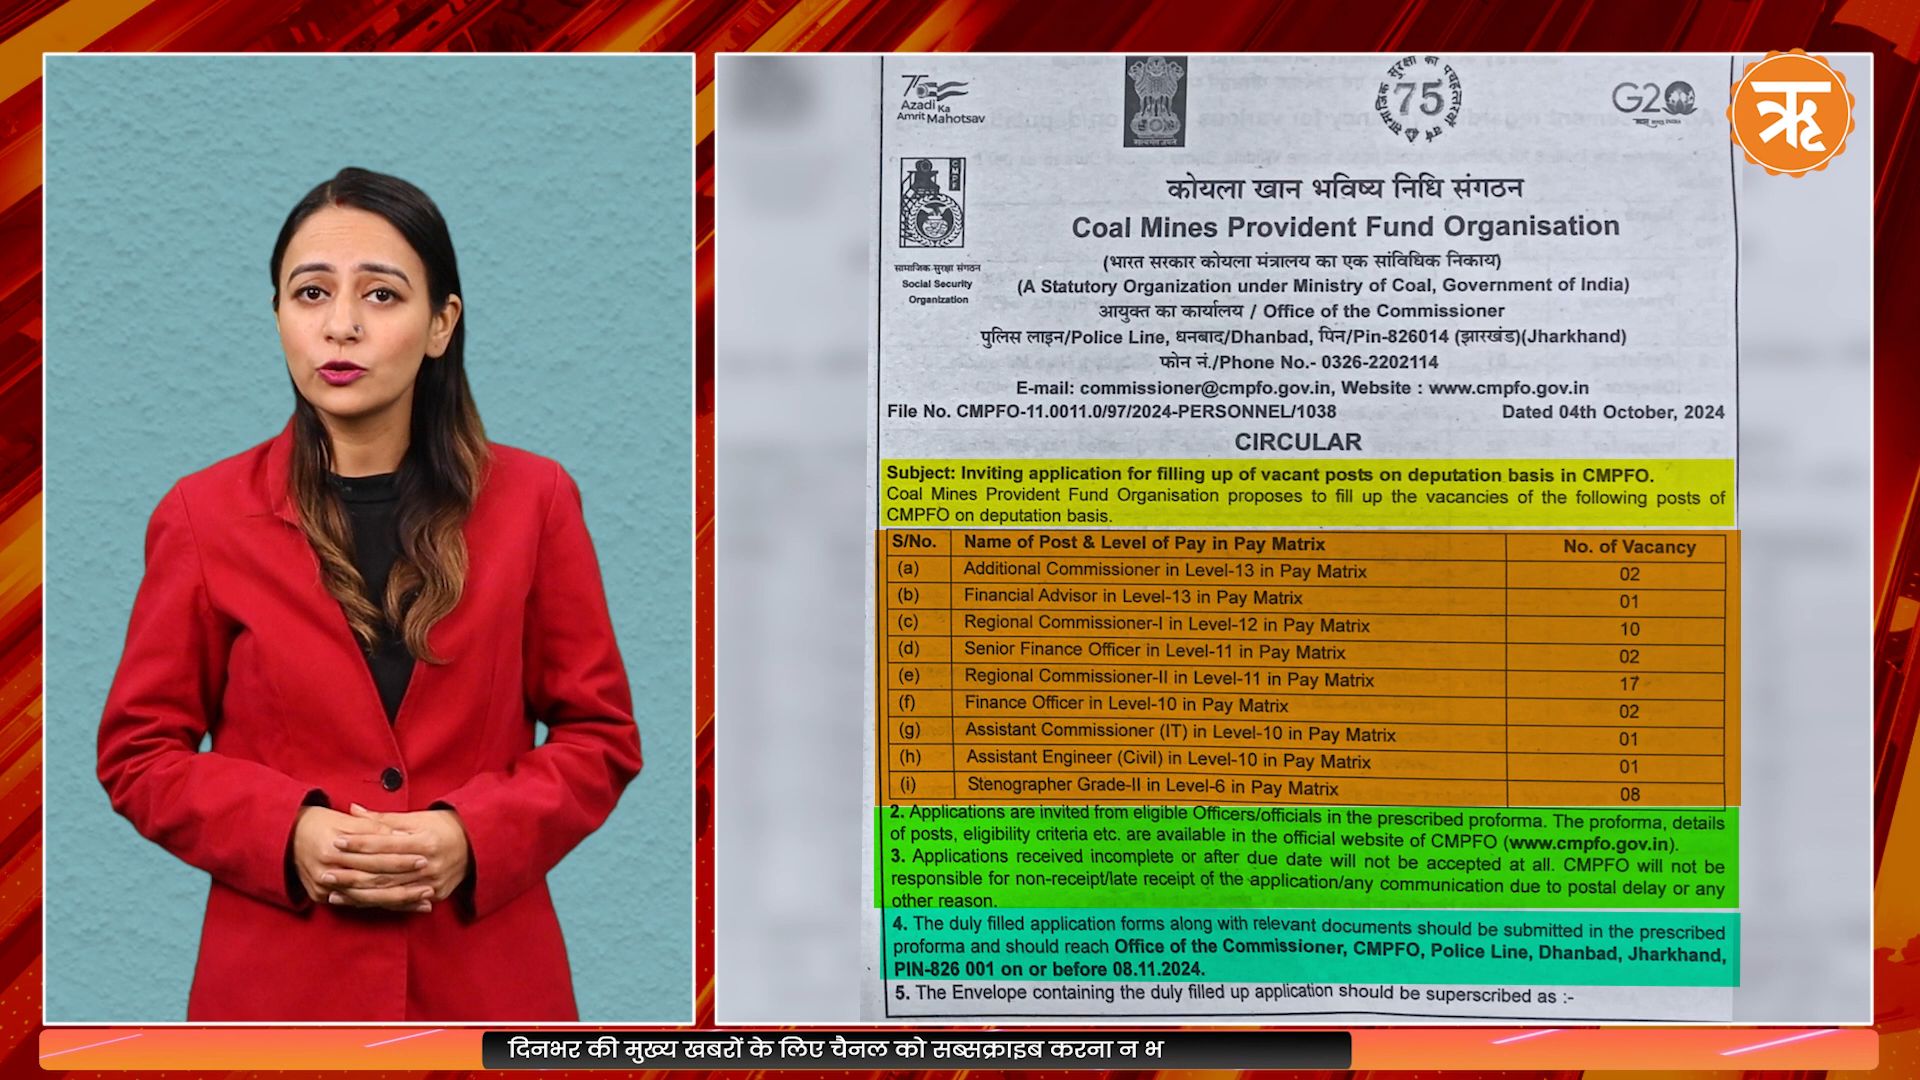 75
Azadi Ka
Amrit Mahotsav
सत्यमेव जयते
75
G20
ऋ
CMPF
सामाजिक सुरक्षा संगठन
Social Security
Organization
कोयला खान भविष्य निधि संगठन
Coal Mines Provident Fund Organisation
(भारत सरकार कोयला मंत्रालय का एक सांविधिक निकाय)
(A Statutory Organization under Ministry of Coal, Government of India)
आयुक्त का कार्यालय / Office of the Commissioner
पुलिस लाइन/Police Line, धनबाद/Dhanbad, पिन/Pin-826014 (झारखंड)(Jharkhand)
फोन नं./Phone No.- 0326-2202114
E-mail: commissioner@cmpfo.gov.in, Website : www.cmpfo.gov.in
File No. CMPFO-11.0011.0/97/2024-PERSONNEL/1038 Dated 04th October, 2024
CIRCULAR
Subject: Inviting application for filling up of vacant posts on deputation basis in CMPFO.
Coal Mines Provident Fund Organisation proposes to fill up the vacancies of the following posts of
CMPFO on deputation basis.
S/No. Name of Post & Level of Pay in Pay Matrix No. of Vacancy
(a) Additional Commissioner in Level-13 in Pay Matrix 02
(b) Financial Advisor in Level-13 in Pay Matrix 01
(c) Regional Commissioner-I in Level-12 in Pay Matrix 10
(d) Senior Finance Officer in Level-11 in Pay Matrix 02
(e) Regional Commissioner-II in Level-11 in Pay Matrix 17
(f) Finance Officer in Level-10 in Pay Matrix 02
(g) Assistant Commissioner (IT) in Level-10 in Pay Matrix 01
(h) Assistant Engineer (Civil) in Level-10 in Pay Matrix 01
(i) Stenographer Grade-II in Level-6 in Pay Matrix 08
2. Applications are invited from eligible Officers/officials in the prescribed proforma. The proforma, details
of posts, eligibility criteria etc. are available in the official website of CMPFO (www.cmpfo.gov.in).
3. Applications received incomplete or after due date will not be accepted at all. CMPFO will not be
responsible for non-receipt/late receipt of the application/any communication due to postal delay or any
other reason.
4. The duly filled application forms along with relevant documents should be submitted in the prescribed
proforma and should reach Office of the Commissioner, CMPFO, Police Line, Dhanbad, Jharkhand,
PIN-826 001 on or before 08.11.2024.
5. The Envelope containing the duly filled up application should be superscribed as :-
दिनभर की मुख्य खबरों के लिए चैनल को सब्सक्राइब करना न भ